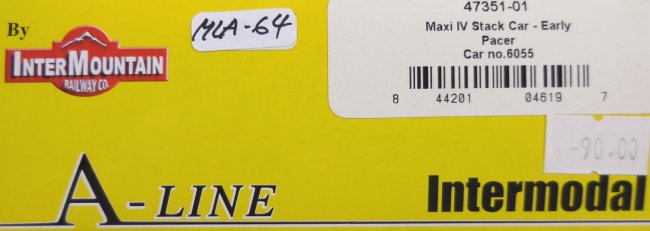 By
INTERMOUNTAIN
RAILWAY CO.
MLA-64
47351-01
Maxi IV Stack Car - Early
Pacer
Car no.6055
8 44201 04619 7
-90.00
A-LINE
Intermodal